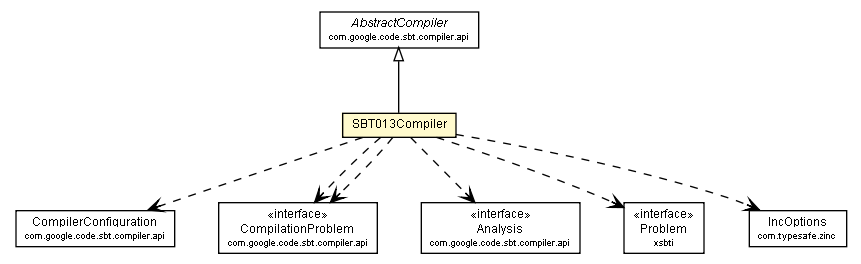 AbstractCompiler
com.google.code.sbt.compiler.api
SBT013Compiler
CompilerConfiguration
com.google.code.sbt.compiler.api
«interface»
CompilationProblem
com.google.code.sbt.compiler.api
«interface»
Analysis
com.google.code.sbt.compiler.api
«interface»
Problem
xsbti
IncOptions
com.typesafe.zinc